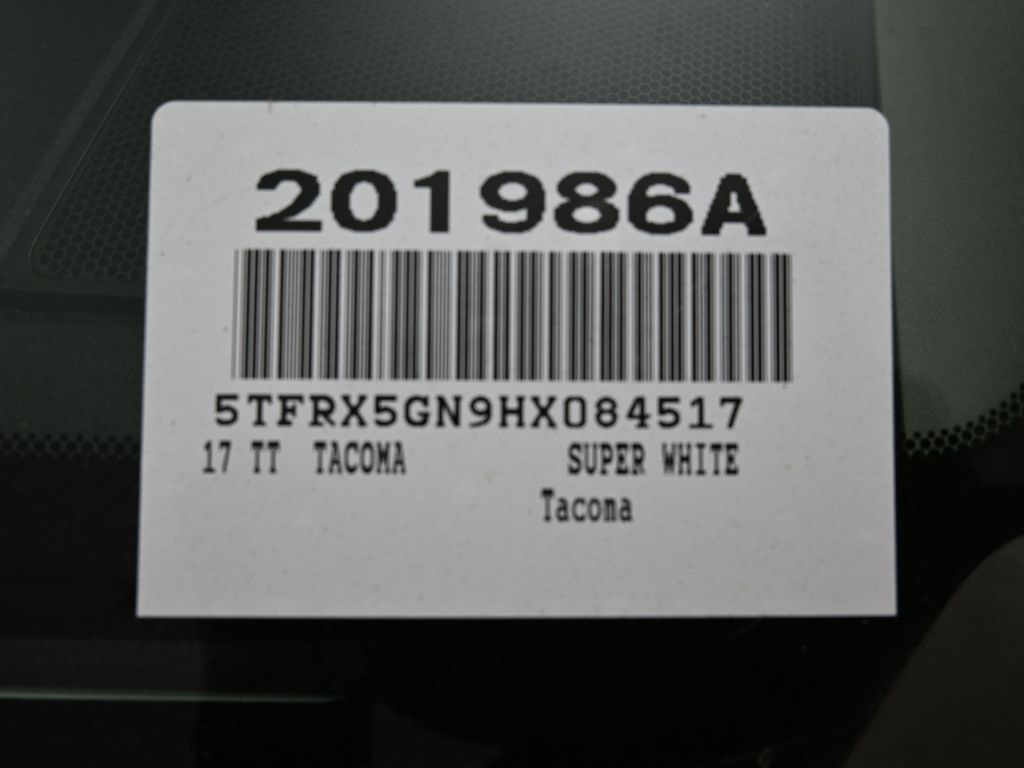 201986A
5TFRX5GN9HX084517
17 TT TACOMA SUPER WHITE
Tacoma